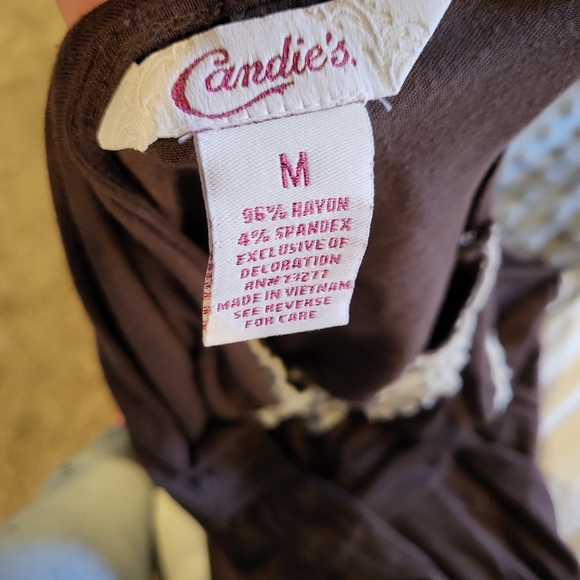 Candie's.
M
96% RAYON
4% SPANDEX
EXCLUSIVE OF
DECORATION
RN# 73277
MADE IN VIETNAM
SEE REVERSE
FOR CARE